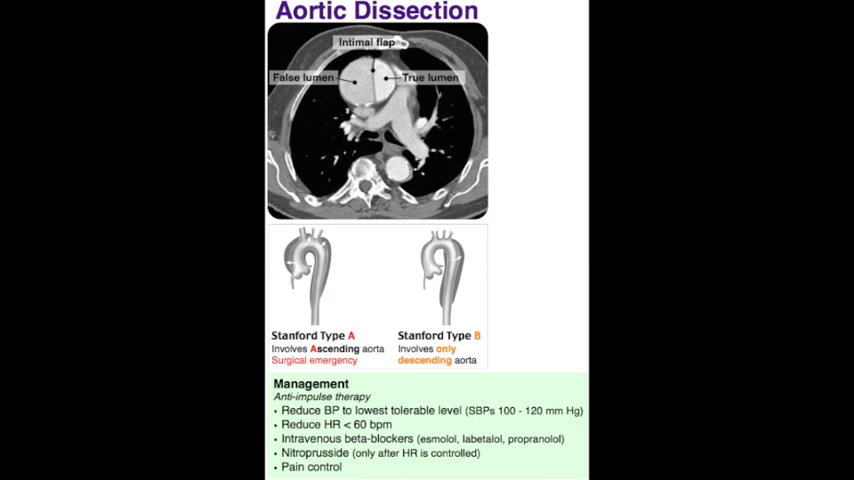 Aortic Dissection
Intimal flap
False lumen
True lumen
Stanford Type A
Involves Ascending aorta
Surgical emergency
Stanford Type B
Involves only
descending aorta
Management
Anti-impulse therapy
• Reduce BP to lowest tolerable level (SBPs 100 - 120 mm Hg)
• Reduce HR < 60 bpm
• Intravenous beta-blockers (esmolol, labetalol, propranolol)
• Nitroprusside (only after HR is controlled)
• Pain control